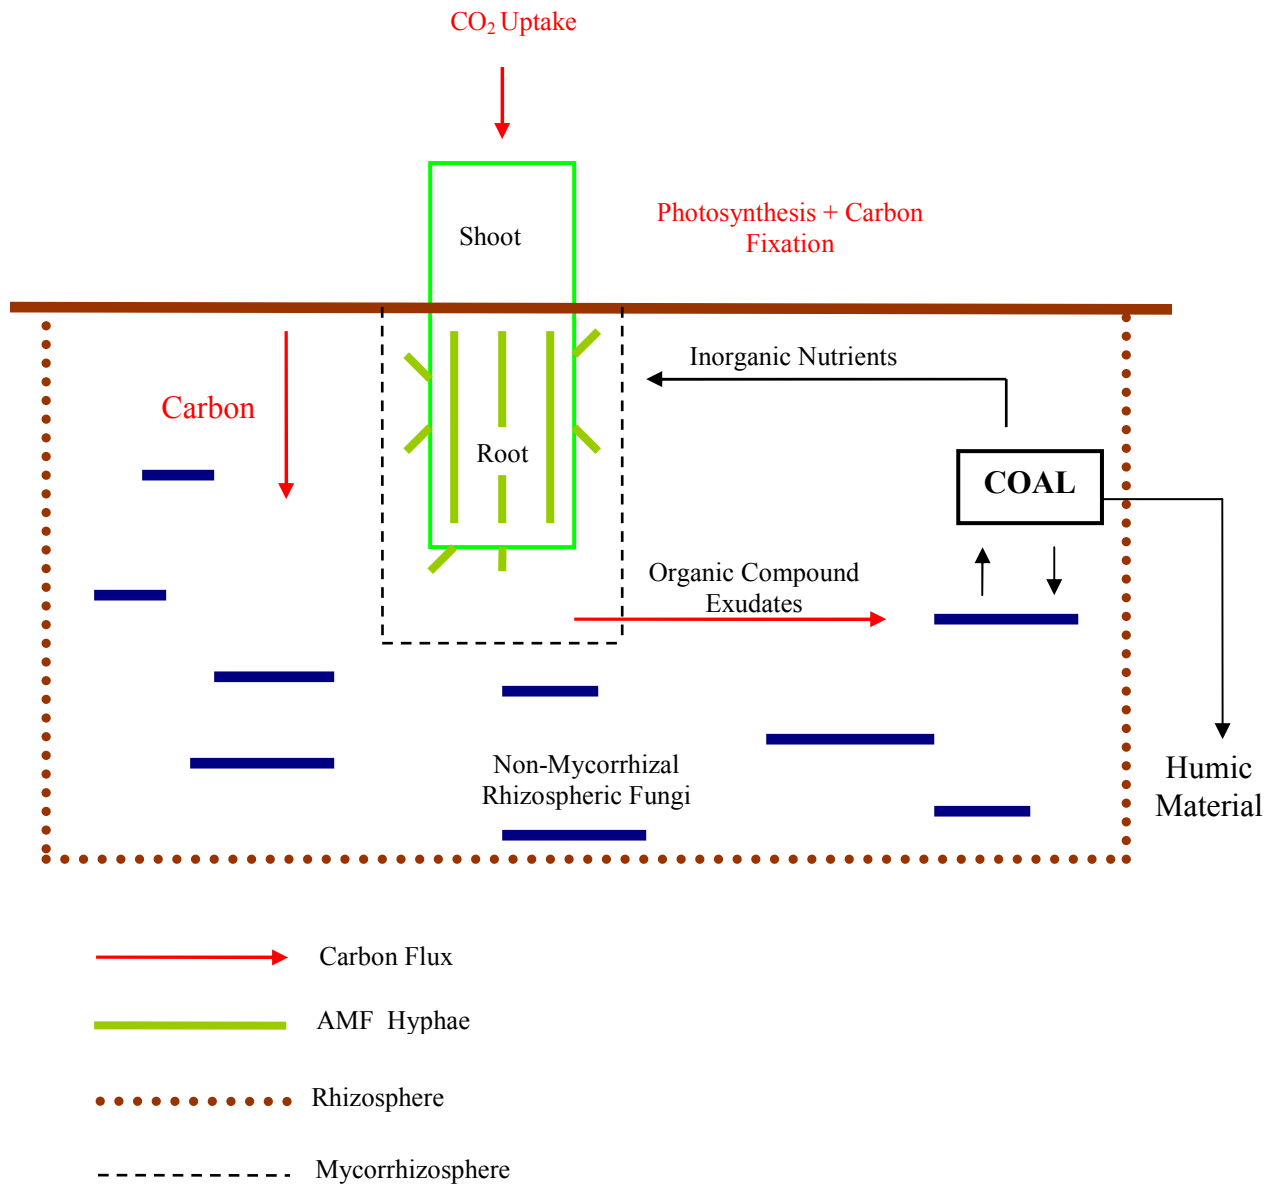 CO₂ Uptake
Shoot
Photosynthesis + Carbon
Fixation
Inorganic Nutrients
Carbon
Root
COAL
Organic Compound
Exudates
Non-Mycorrhizal
Rhizospheric Fungi
Humic
Material
Carbon Flux
AMF Hyphae
Rhizosphere
Mycorrhizosphere